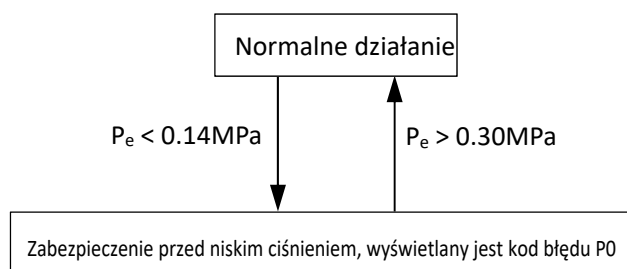 Normalne działanie
Pₑ < 0.14MPa
Pₑ > 0.30MPa
Zabezpieczenie przed niskim ciśnieniem, wyświetlany jest kod błędu P0